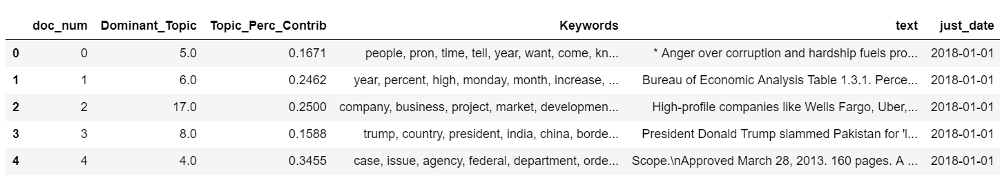 doc_num Dominant_Topic Topic_Perc_Contrib Keywords text just_date
0 0 5.0 0.1671 people, pron, time, tell, year, want, come, kn... * Anger over corruption and hardship fuels pro... 2018-01-01
1 1 6.0 0.2462 year, percent, high, monday, month, increase, ... Bureau of Economic Analysis Table 1.3.1. Perce... 2018-01-01
2 2 17.0 0.2500 company, business, project, market, developmen... High-profile companies like Wells Fargo, Uber,... 2018-01-01
3 3 8.0 0.1588 trump, country, president, india, china, borde... President Donald Trump slammed Pakistan for 'l... 2018-01-01
4 4 4.0 0.3455 case, issue, agency, federal, department, orde... Scope.\nApproved March 28, 2013. 160 pages. A ... 2018-01-01